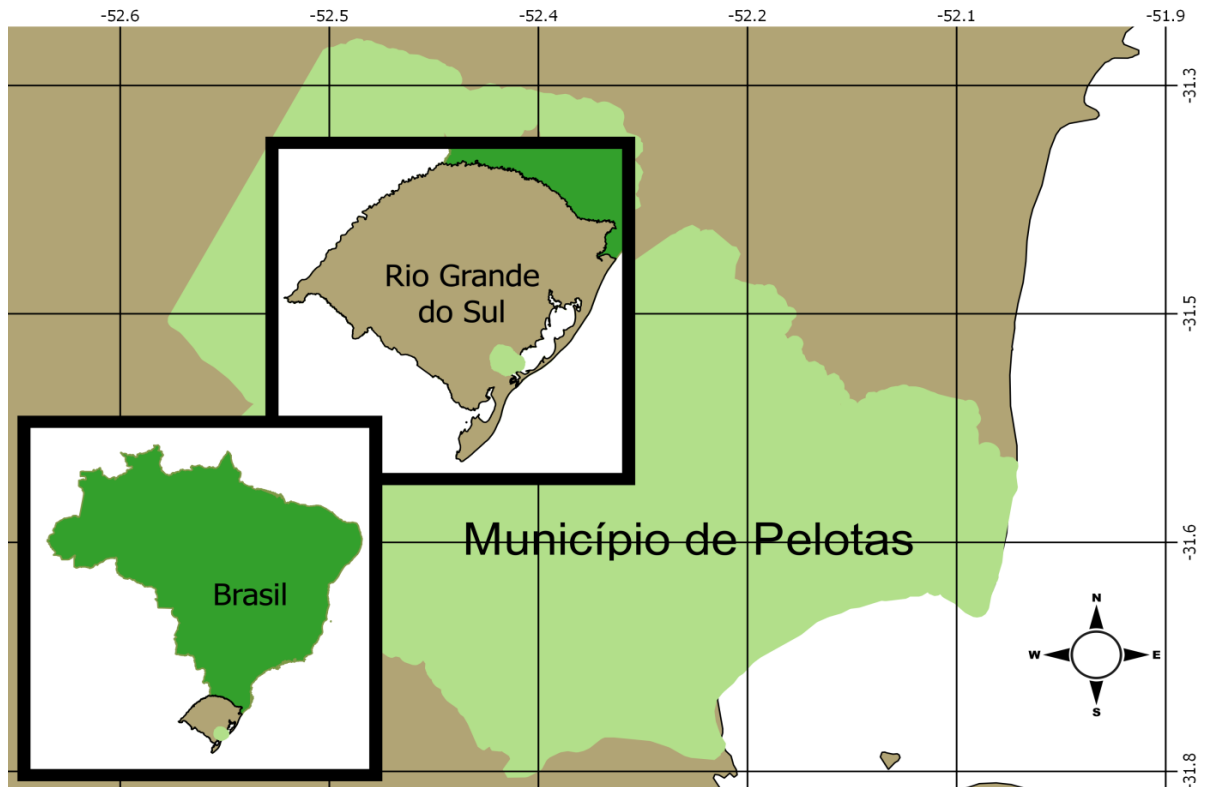 -52.6 -52.5 -52.4 -52.2 -52.1 -51.9
-31.3
Rio Grande
do Sul
-31.5
Município de Pelotas
-31.6
Brasil
N
W E
S
-31.8